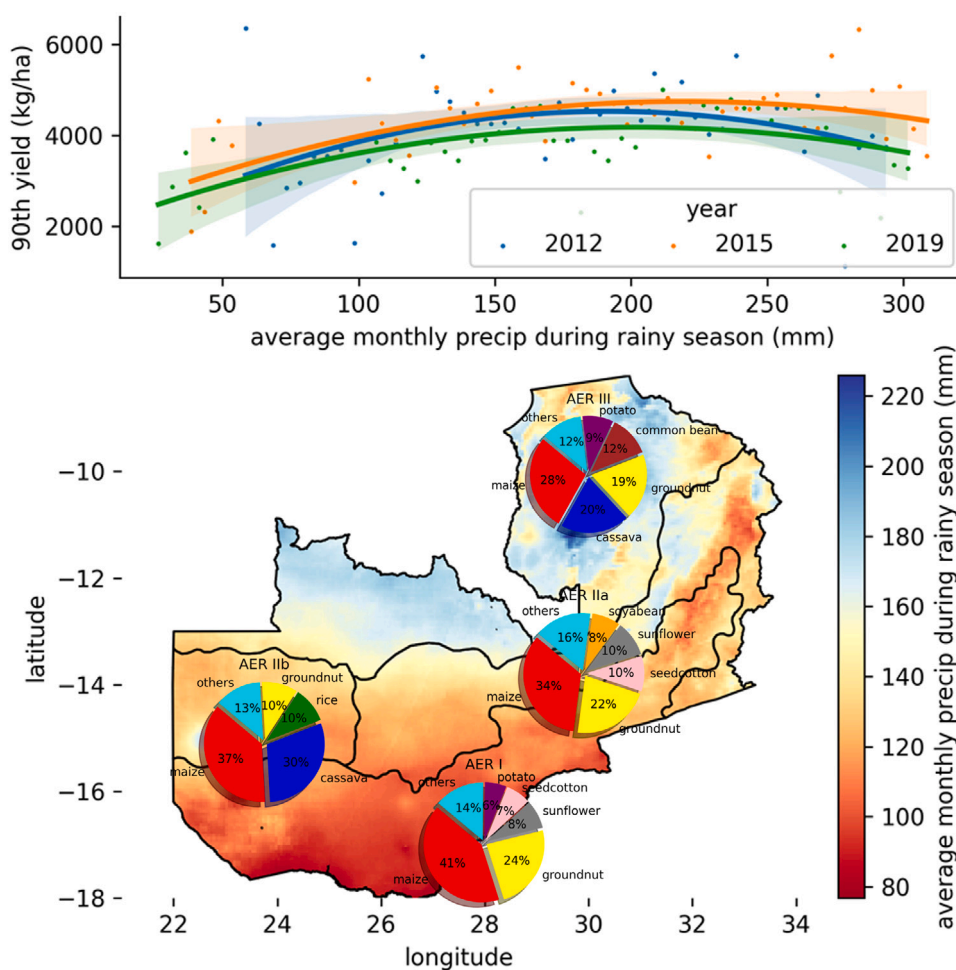 90th yield (kg/ha)
6000
4000
2000
year
2012 2015 2019
50 100 150 200 250 300
average monthly precip during rainy season (mm)
AER III
potato
others
common bean
12% 9% 12%
maize 28% 19% groundnut
20%
cassava
AER IIa
others soyabean
sunflower
16% 8% 10%
seedcotton
10%
maize 34% 22%
groundnut
AER IIb
groundnut
others rice
13% 10% 10%
maize 37% 30% cassava
AER I
potato
others seedcotton
sunflower
14% 6% 7% 8%
maize 41% 24% groundnut
latitude
−10
−12
−14
−16
−18
22 24 26 28 30 32 34
longitude
220
200
180
160
140
120
100
80
average monthly precip during rainy season (mm)